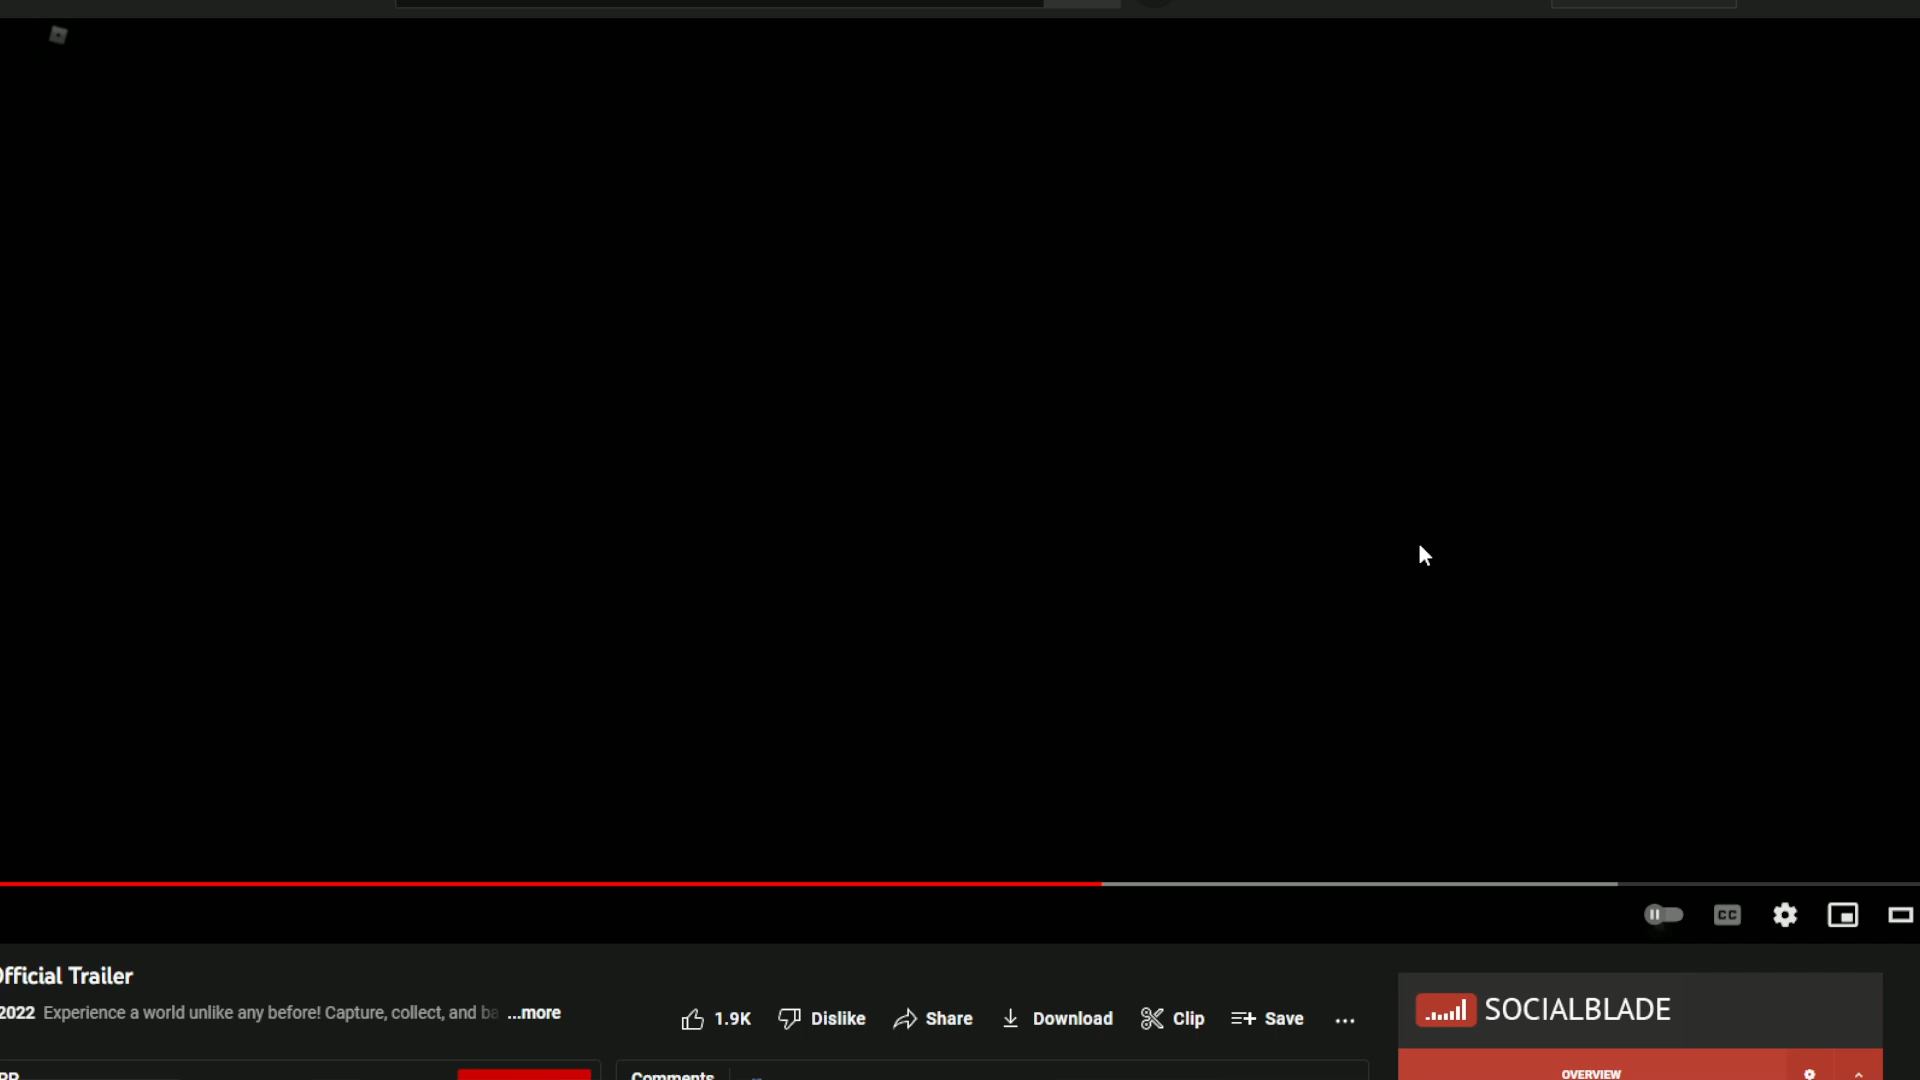 CC
Official Trailer
2022 Experience a world unlike any before! Capture, collect, and ba ...more
1.9K Dislike Share Download Clip Save ...
SOCIALBLADE
OVERVIEW
Comments